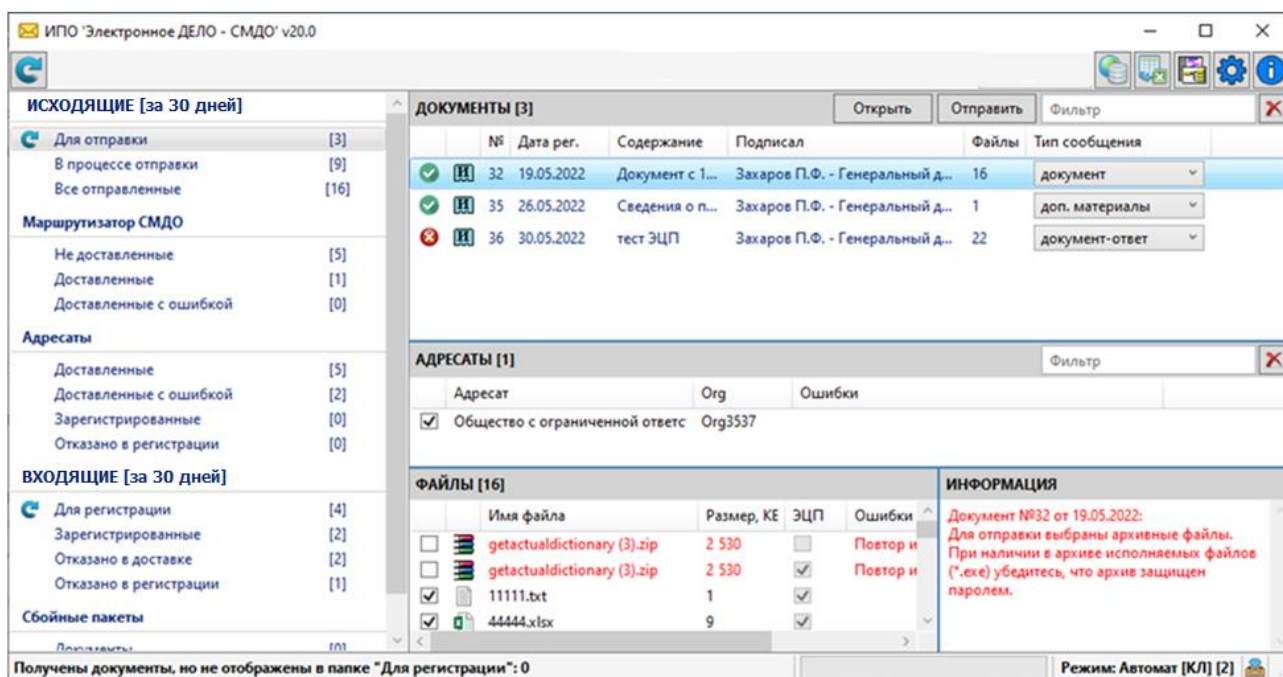 ИПО 'Электронное ДЕЛО - СМДО' v20.0
ИСХОДЯЩИЕ [за 30 дней]
Для отправки [3]
В процессе отправки [9]
Все отправленные [16]
Маршрутизатор СМДО
Не доставленные [5]
Доставленные [1]
Доставленные с ошибкой [0]
Адресаты
Доставленные [5]
Доставленные с ошибкой [2]
Зарегистрированные [0]
Отказано в регистрации [0]
ВХОДЯЩИЕ [за 30 дней]
Для регистрации [4]
Зарегистрированные [2]
Отказано в доставке [2]
Отказано в регистрации [1]
Сбойные пакеты
Документы [0]
ДОКУМЕНТЫ [3] Открыть Отправить Фильтр
№ Дата рег. Содержание Подписал Файлы Тип сообщения
32 19.05.2022 Документ с 1... Захаров П.Ф. - Генеральный д... 16 документ
35 26.05.2022 Сведения о п... Захаров П.Ф. - Генеральный д... 1 доп. материалы
36 30.05.2022 тест ЭЦП Захаров П.Ф. - Генеральный д... 22 документ-ответ
АДРЕСАТЫ [1] Фильтр
Адресат Org Ошибки
Общество с ограниченной ответс Org3537
ФАЙЛЫ [16]
Имя файла Размер, КБ ЭЦП Ошибки
getactualdictionary (3).zip 2 530 Повтор и
getactualdictionary (3).zip 2 530 Повтор и
11111.txt 1
44444.xlsx 9
ИНФОРМАЦИЯ
Документ №32 от 19.05.2022:
Для отправки выбраны архивные файлы.
При наличии в архиве исполняемых файлов
(*.exe) убедитесь, что архив защищен
паролем.
Получены документы, но не отображены в папке "Для регистрации": 0
Режим: Автомат [КЛ] [2]